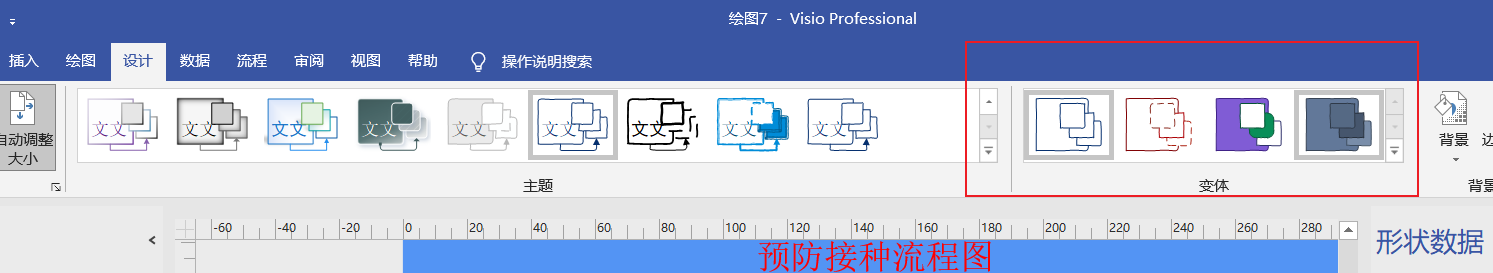 绘图7 - Visio Professional
插入 绘图 设计 数据 流程 审阅 视图 帮助 操作说明搜索
自动调整
大小
文文 文文 文文 文文 文文 文文 文文 文文 文文
背景
主题 变体 背景
-60 -40 -20 0 20 40 60 80 100 120 140 160 180 200 220 240 260 280
预防接种流程图
形状数据